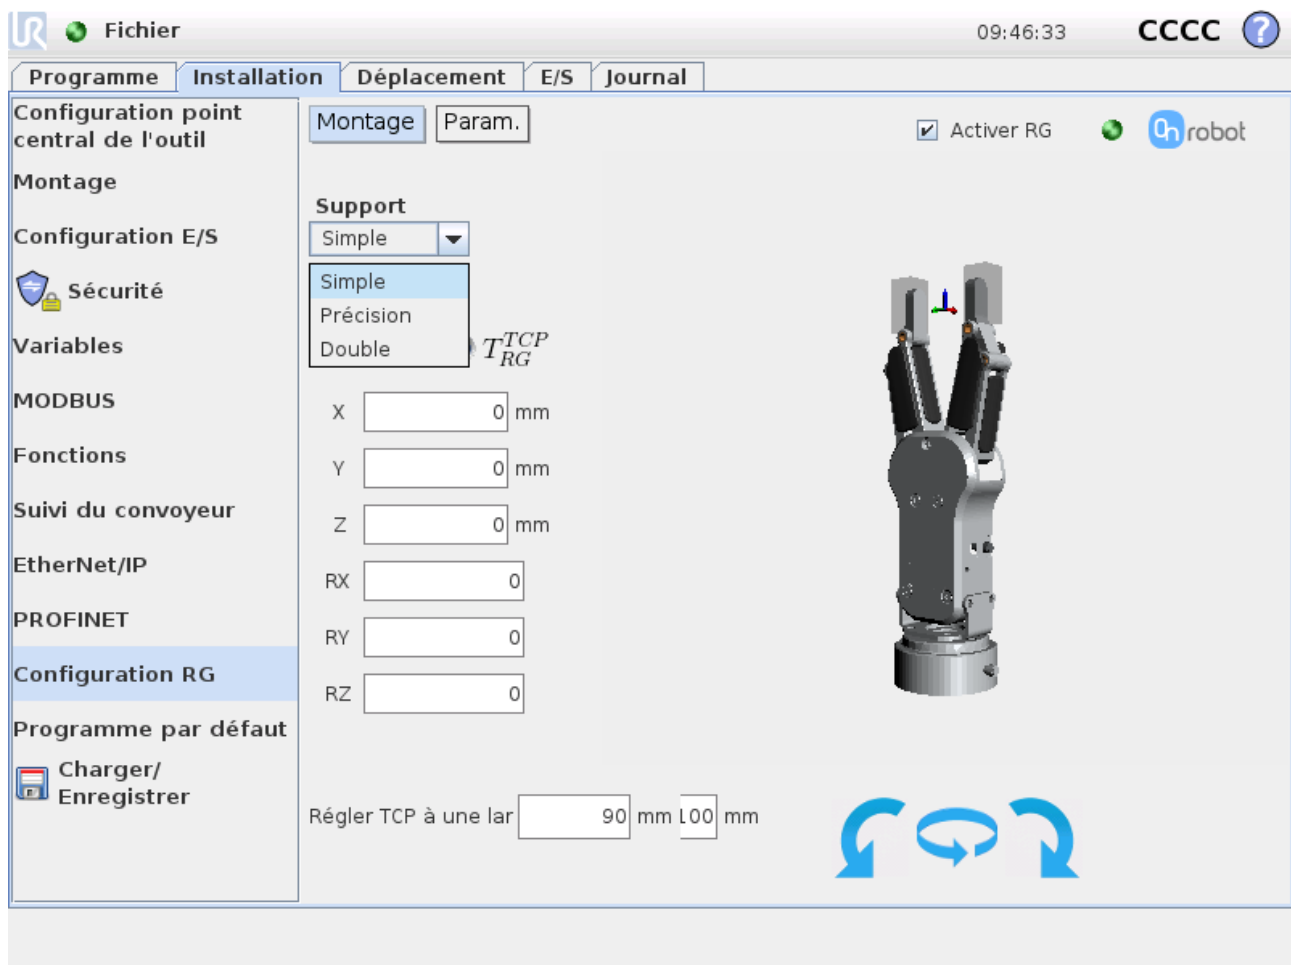 UR
Fichier
09:46:33
CCCC
?
Programme
Installation
Déplacement
E/S
Journal
Configuration point
central de l'outil
Montage
Configuration E/S
Sécurité
Variables
MODBUS
Fonctions
Suivi du convoyeur
EtherNet/IP
PROFINET
Configuration RG
Programme par défaut
Charger/
Enregistrer
Montage
Param.
Activer RG
On robot
Support
Simple
Simple
Précision
Double
T TCP RG
X 0 mm
Y 0 mm
Z 0 mm
RX 0
RY 0
RZ 0
Régler TCP à une lar 90 mm 100 mm